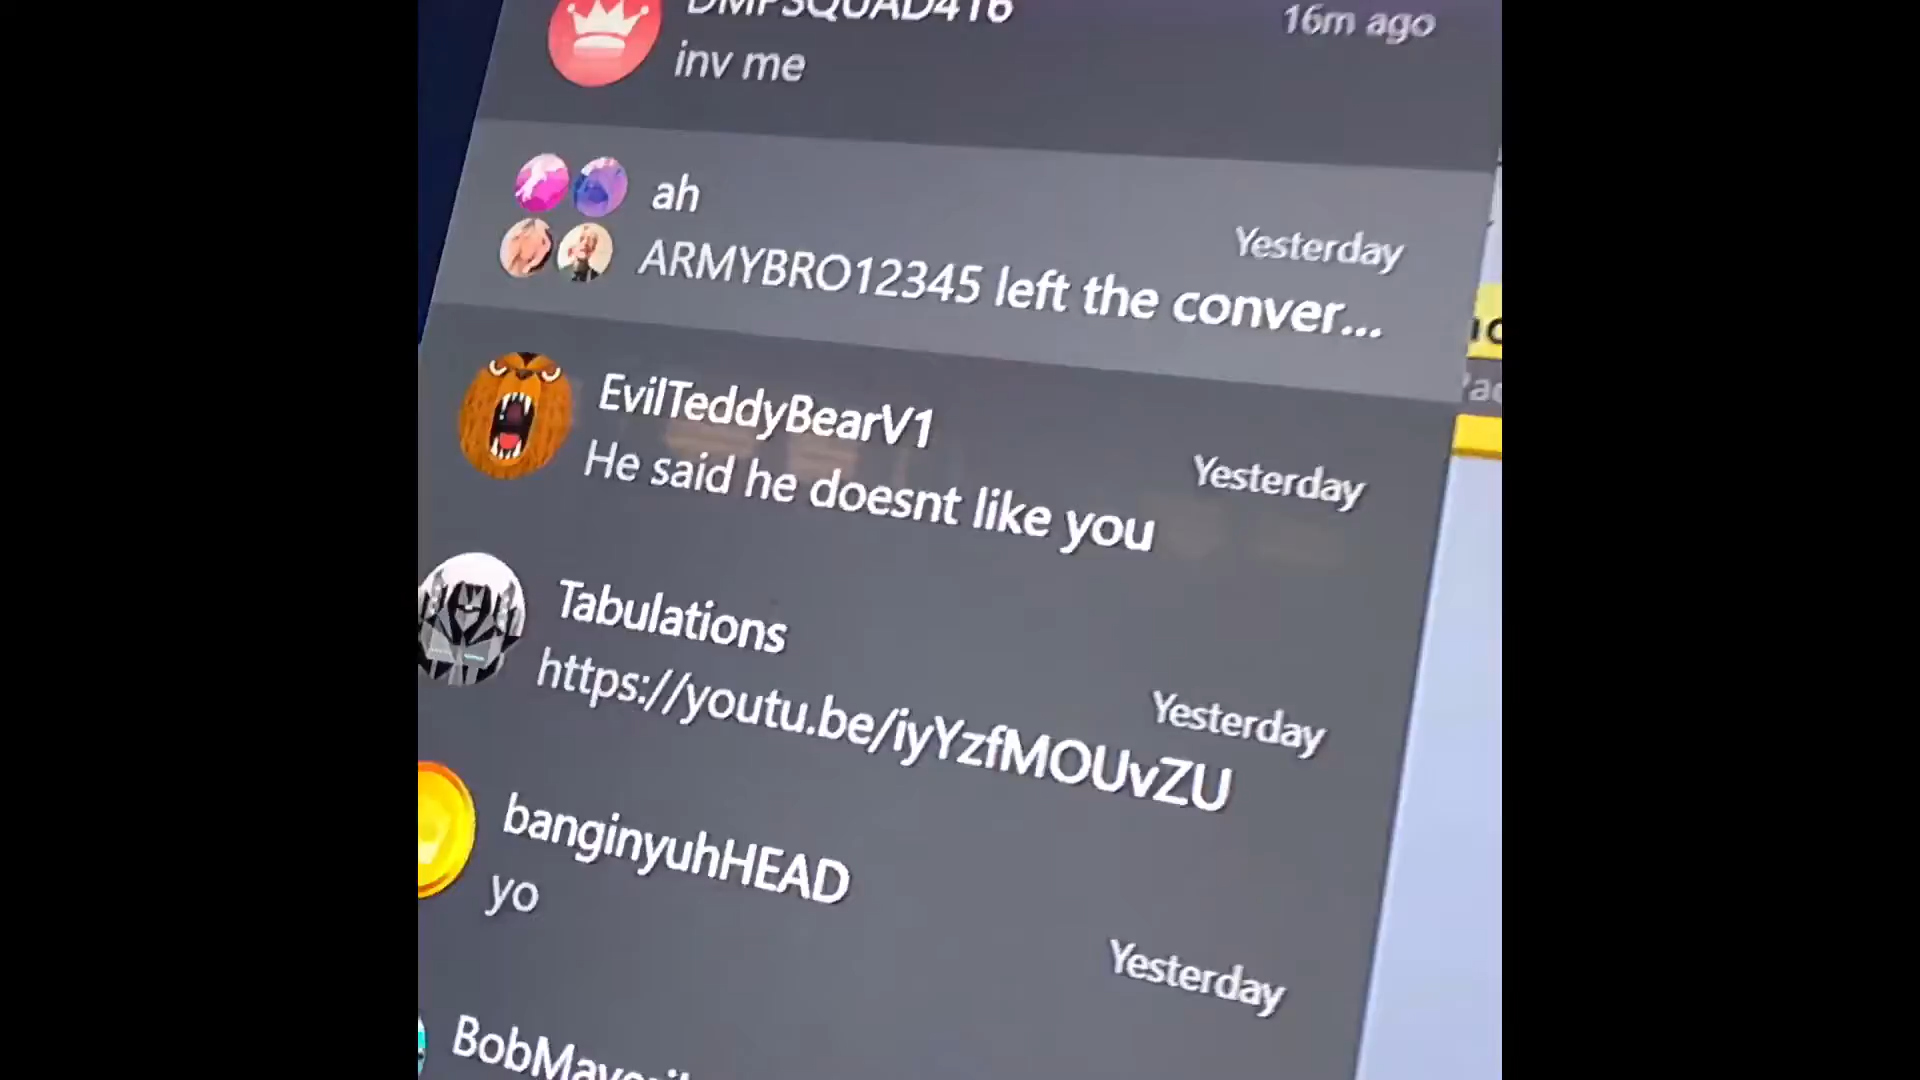 DMPSQUAD416
16m ago
inv me
ah
Yesterday
ARMYBRO12345 left the conver...
EvilTeddyBearV1
Yesterday
He said he doesnt like you
Tabulations
Yesterday
https://youtu.be/iyYzfMOUvZU
banginyuhHEAD
yo
Yesterday